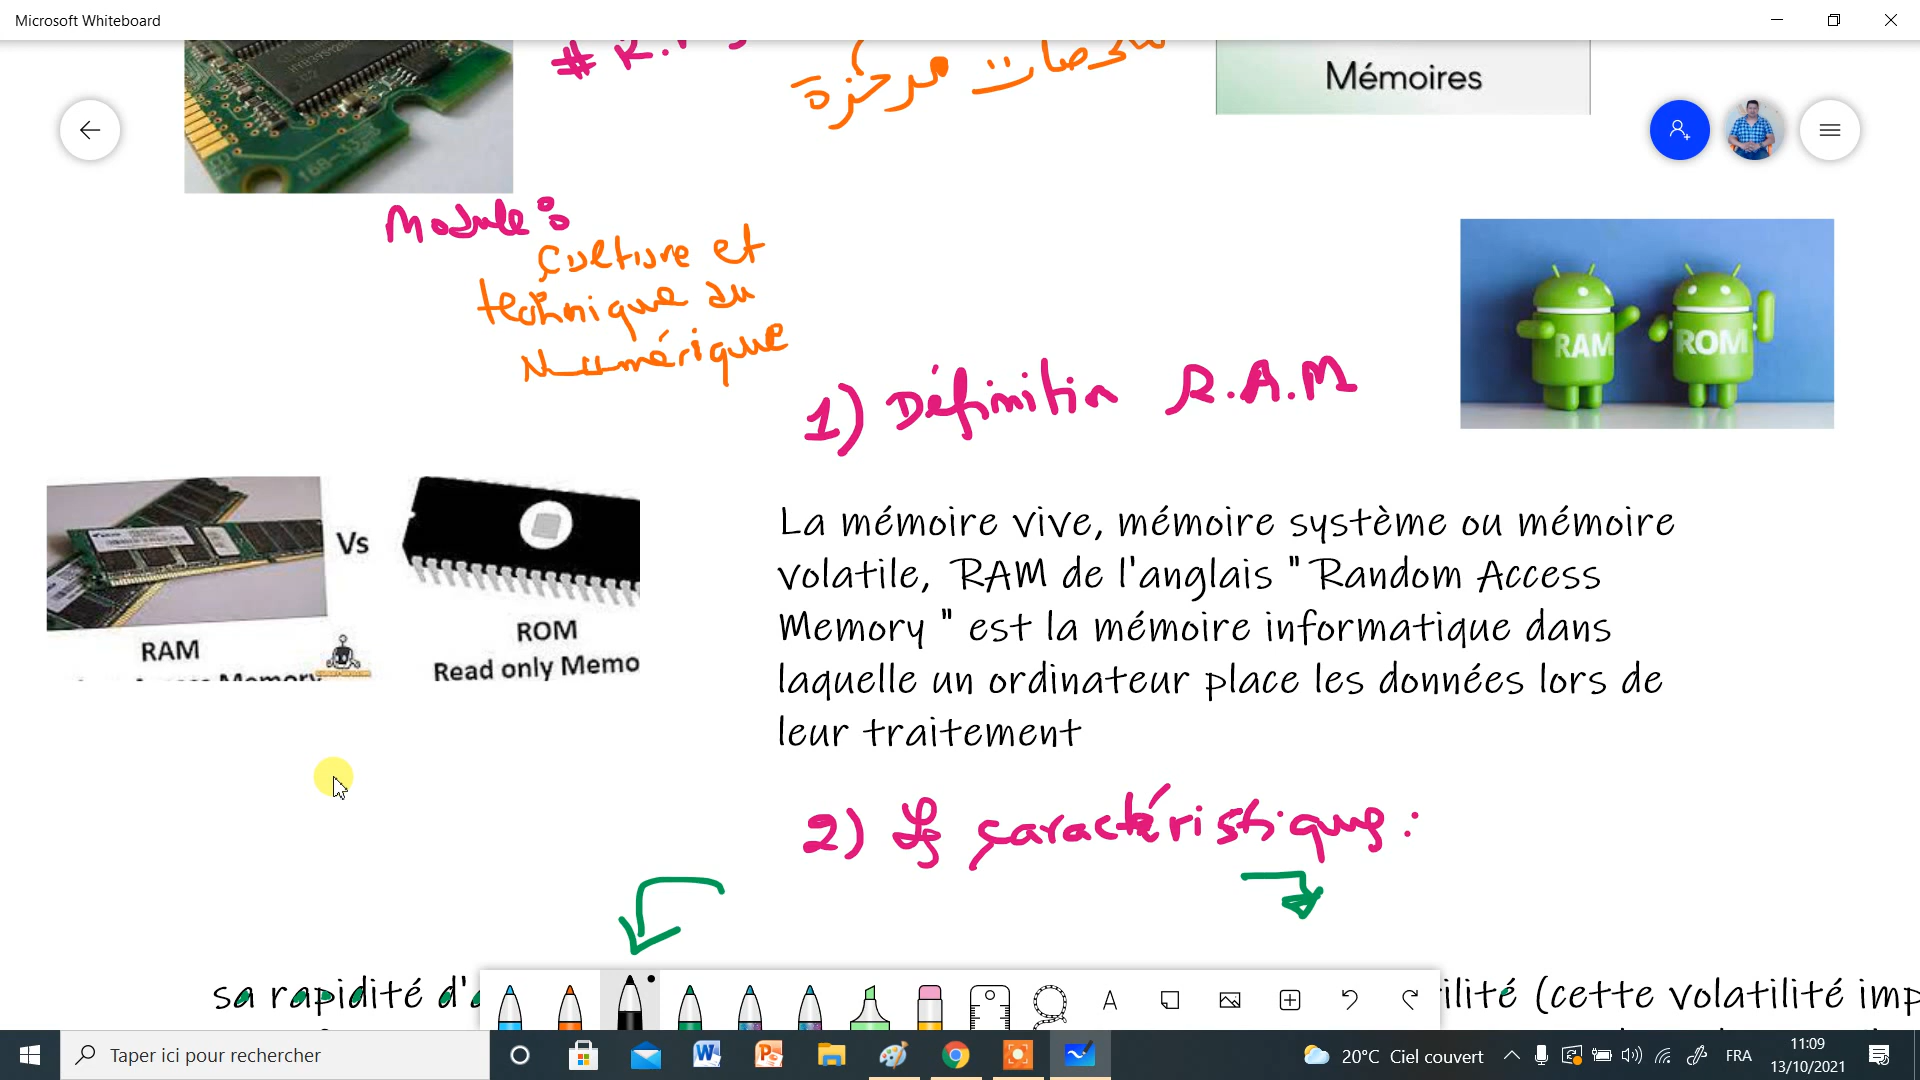 Microsoft Whiteboard
Mémoires
Module :
Culture et
technique du
Numérique
RAM
ROM
1) Définition R.A.M
Vs
RAM
ROM
Read only Memo
La mémoire vive, mémoire système ou mémoire
volatile, RAM de l'anglais " Random Access
Memory " est la mémoire informatique dans
laquelle un ordinateur place les données lors de
leur traitement
2) Les caractéristiques :
sa rapidité d'a
ilité (cette volatilité imp
Taper ici pour rechercher
20°C Ciel couvert
FRA
11:09
13/10/2021